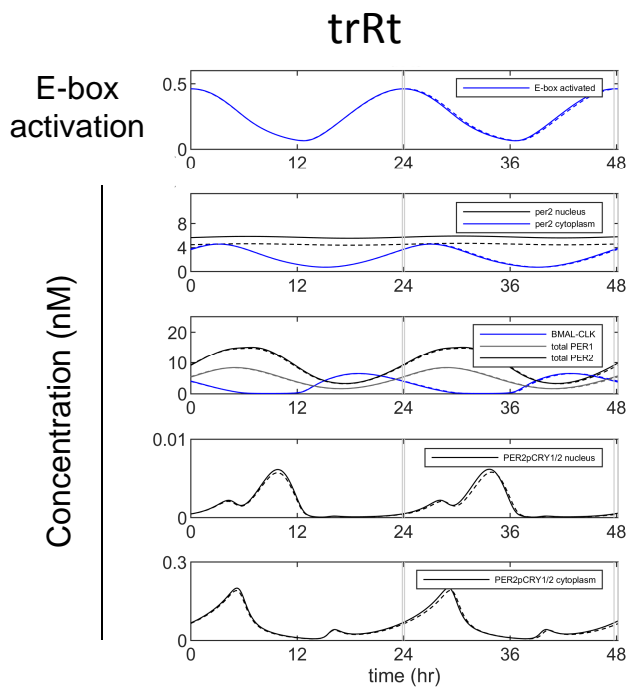 trRt
E-box
activation
0.5
0
E-box activated
0 12 24 36 48
Concentration (nM)
8
4
0
per2 nucleus
per2 cytoplasm
0 12 24 36 48
20
10
0
BMAL-CLK
total PER1
total PER2
0 12 24 36 48
0.01
0
PER2pCRY1/2 nucleus
0 12 24 36 48
0.3
0
PER2pCRY1/2 cytoplasm
0 12 24 36 48
time (hr)